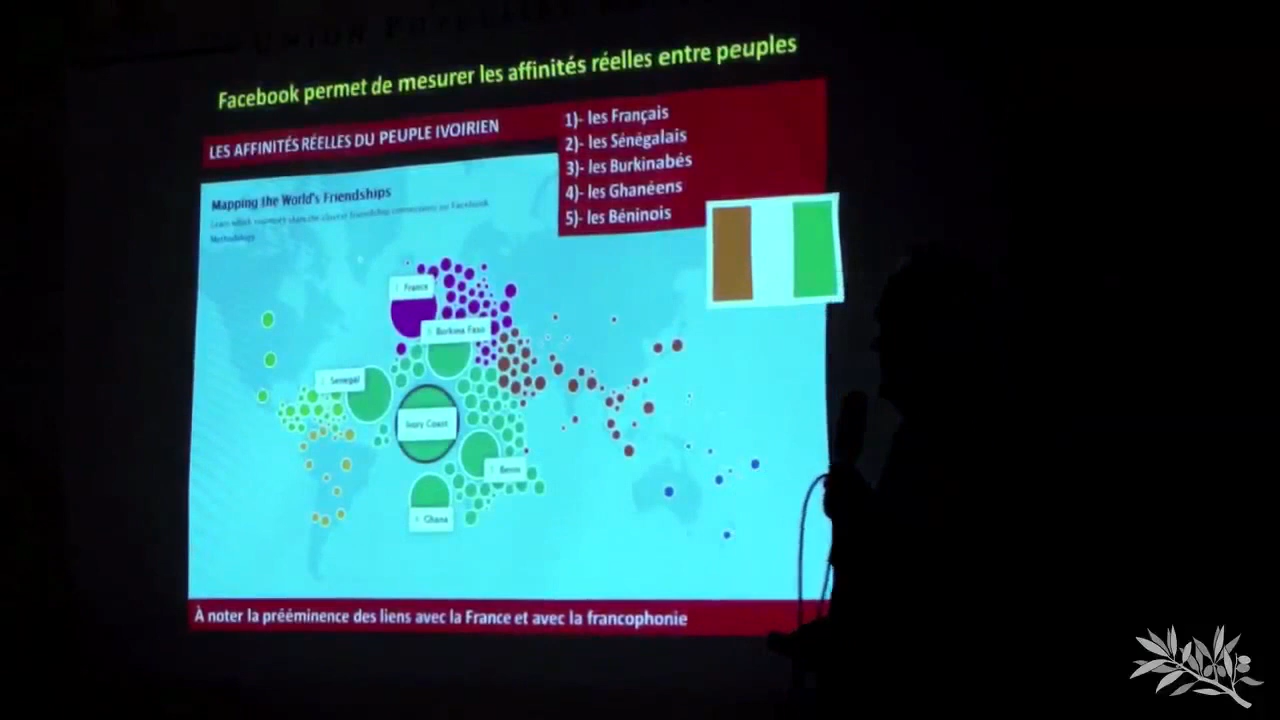 UNION POPULAIRE
Facebook permet de mesurer les affinités réelles entre peuples
LES AFFINITÉS RÉELLES DU PEUPLE IVOIRIEN
1)- les Français
2)- les Sénégalais
3)- les Burkinabés
4)- les Ghanéens
5)- les Béninois
Mapping the World's Friendships
Learn which countries share the closest friendship connections on Facebook
Methodology
France
Burkina Faso
Senegal
Ivory Coast
Benin
Ghana
À noter la prééminence des liens avec la France et avec la francophonie